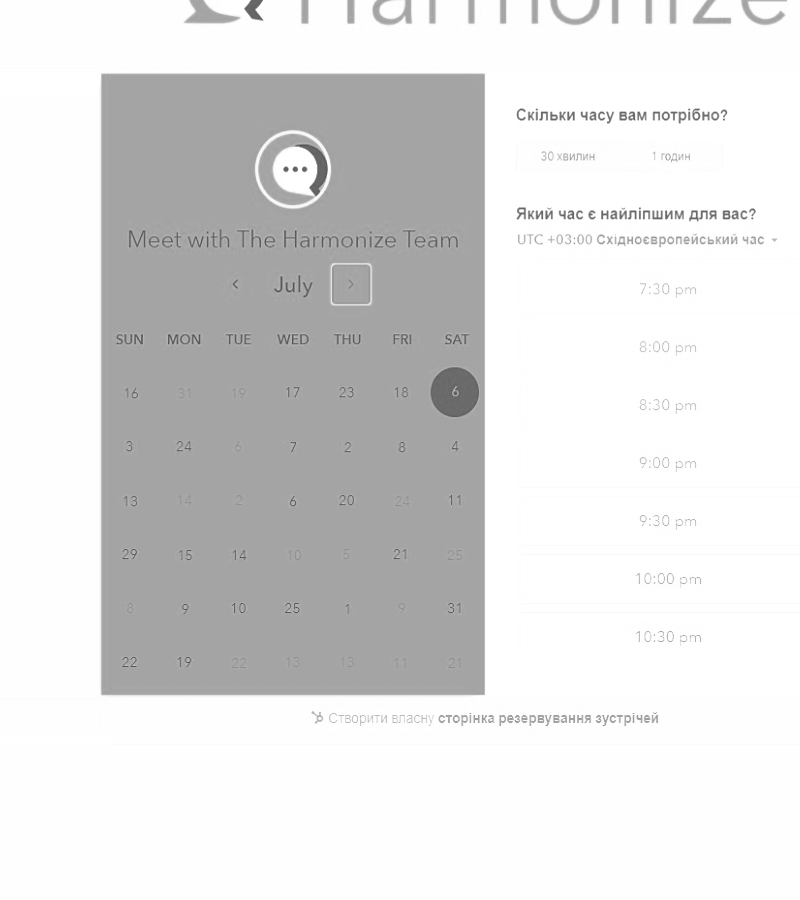 Harmonize
Meet with The Harmonize Team
July
SUN MON TUE WED THU FRI SAT
16 31 19 17 23 18 6
3 24 6 7 2 8 4
13 14 2 6 20 24 11
29 15 14 10 5 21 25
8 9 10 25 1 9 31
22 19 22 13 13 11 21
Скільки часу вам потрібно?
30 хвилин 1 годин
Який час є найліпшим для вас?
UTC +03:00 Східноєвропейський час
7:30 pm
8:00 pm
8:30 pm
9:00 pm
9:30 pm
10:00 pm
10:30 pm
Створити власну сторінка резервування зустрічей